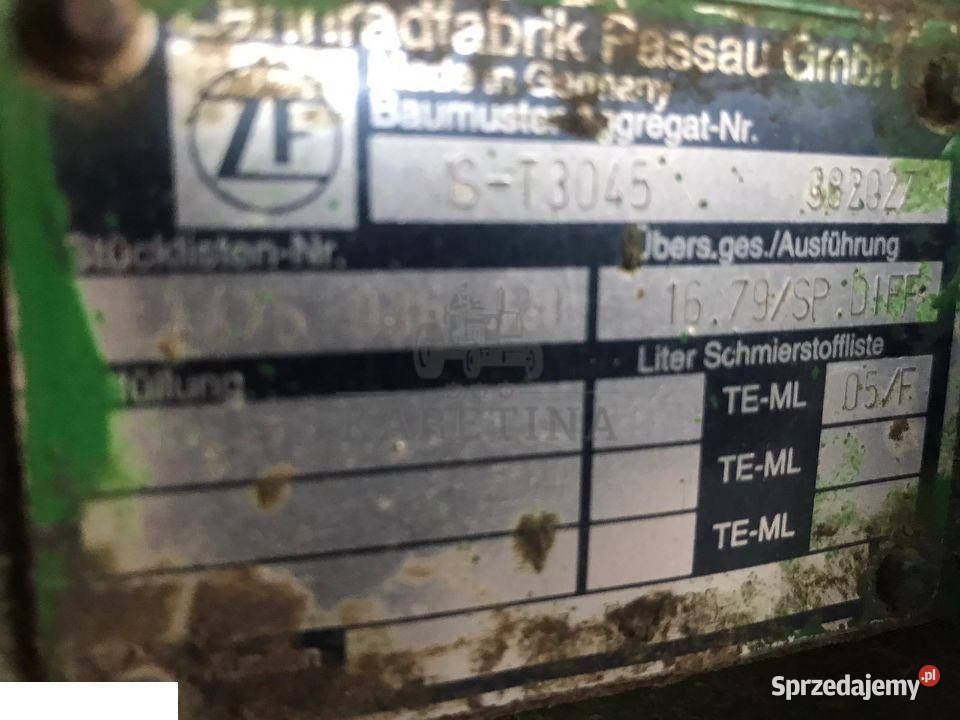 Zahnradfabrik Passau GmbH
Made in Germany
ZF
Baumuster Aggregat-Nr.
S-T3045 382027
Stücklisten-Nr. Übers.ges./Ausführung
16.79/SP.DIFF
Liter Schmierstoffliste
TE-ML 05/F
TE-ML
TE-ML
KARETINA
Sprzedajemy.pl